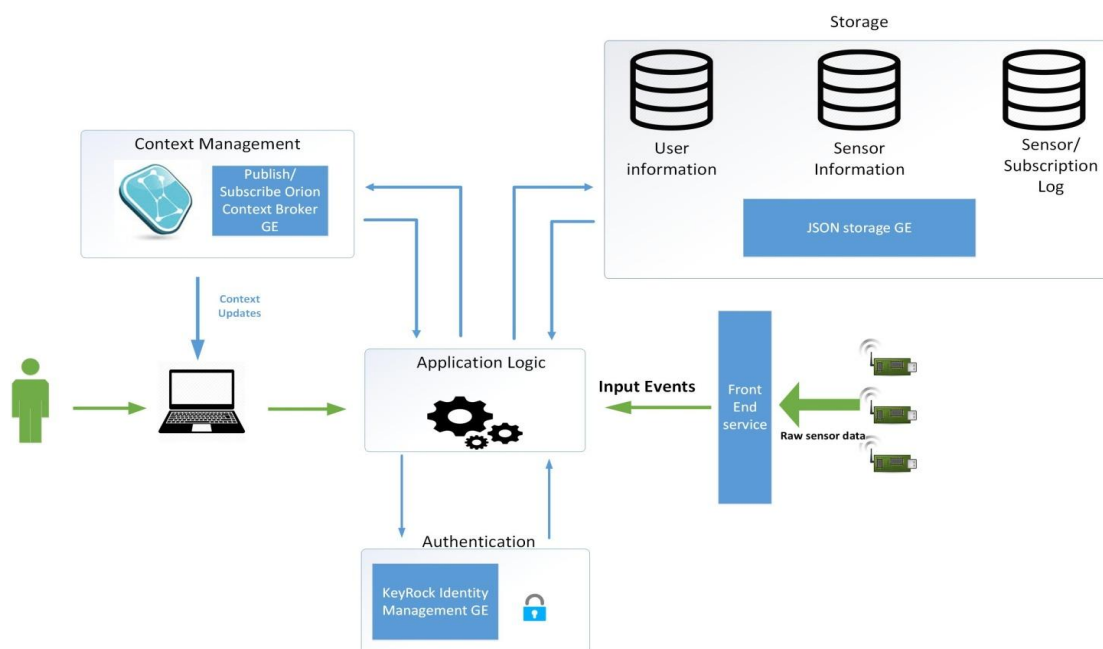 Storage
User
information
Sensor
Information
Sensor/
Subscription
Log
JSON storage GE
Context Management
Publish/
Subscribe Orion
Context Broker
GE
Context
Updates
Application Logic
Input Events
Front
End
service
Raw sensor data
Authentication
KeyRock Identity
Management GE